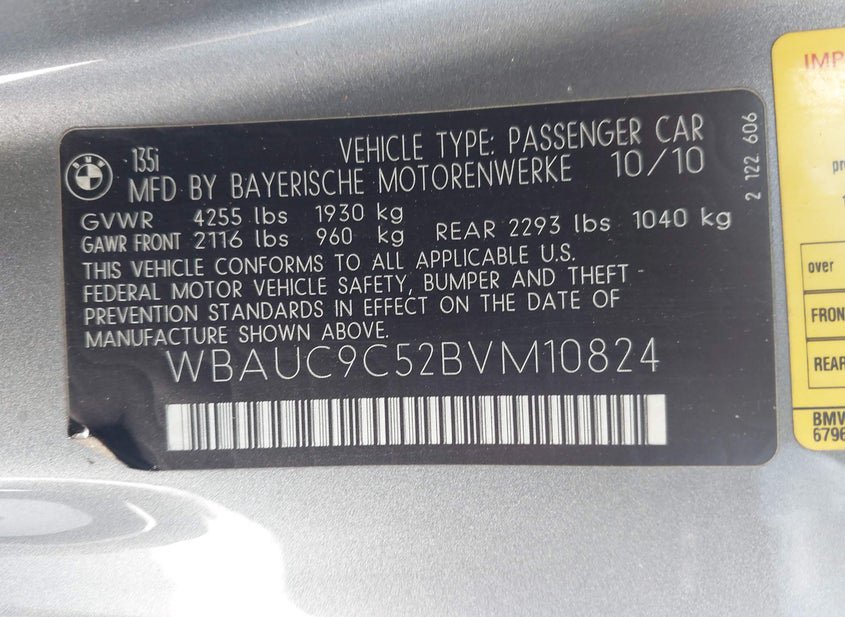 BMW
135i VEHICLE TYPE: PASSENGER CAR
MFD BY BAYERISCHE MOTORENWERKE 10/10
GVWR 4255 lbs 1930 kg
GAWR FRONT 2116 lbs 960 kg REAR 2293 lbs 1040 kg
THIS VEHICLE CONFORMS TO ALL APPLICABLE U.S.
FEDERAL MOTOR VEHICLE SAFETY, BUMPER AND THEFT
PREVENTION STANDARDS IN EFFECT ON THE DATE OF
MANUFACTURE SHOWN ABOVE.
WBAUC9C52BVM10824
2 122 606
IMP
pr
over
FRON
REAR
BMW
6796